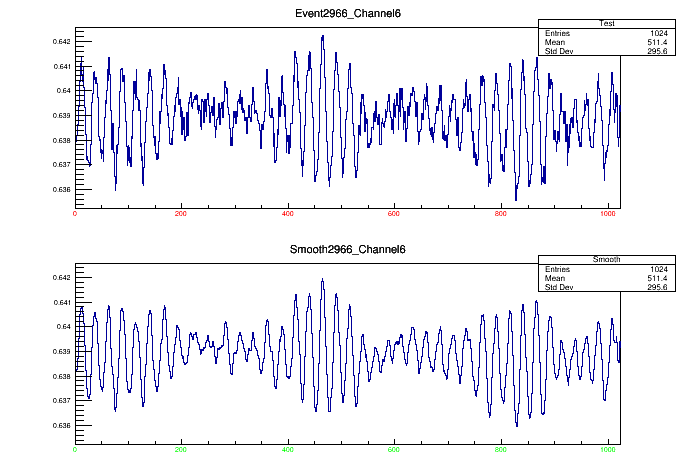 Event2966_Channel6
Test
Entries 1024
Mean 511.4
Std Dev 295.6
0.642
0.641
0.64
0.639
0.638
0.637
0.636
0 200 400 600 800 1000
Smooth2966_Channel6
Smooth
Entries 1024
Mean 511.4
Std Dev 295.6
0.642
0.641
0.64
0.639
0.638
0.637
0.636
0 200 400 600 800 1000